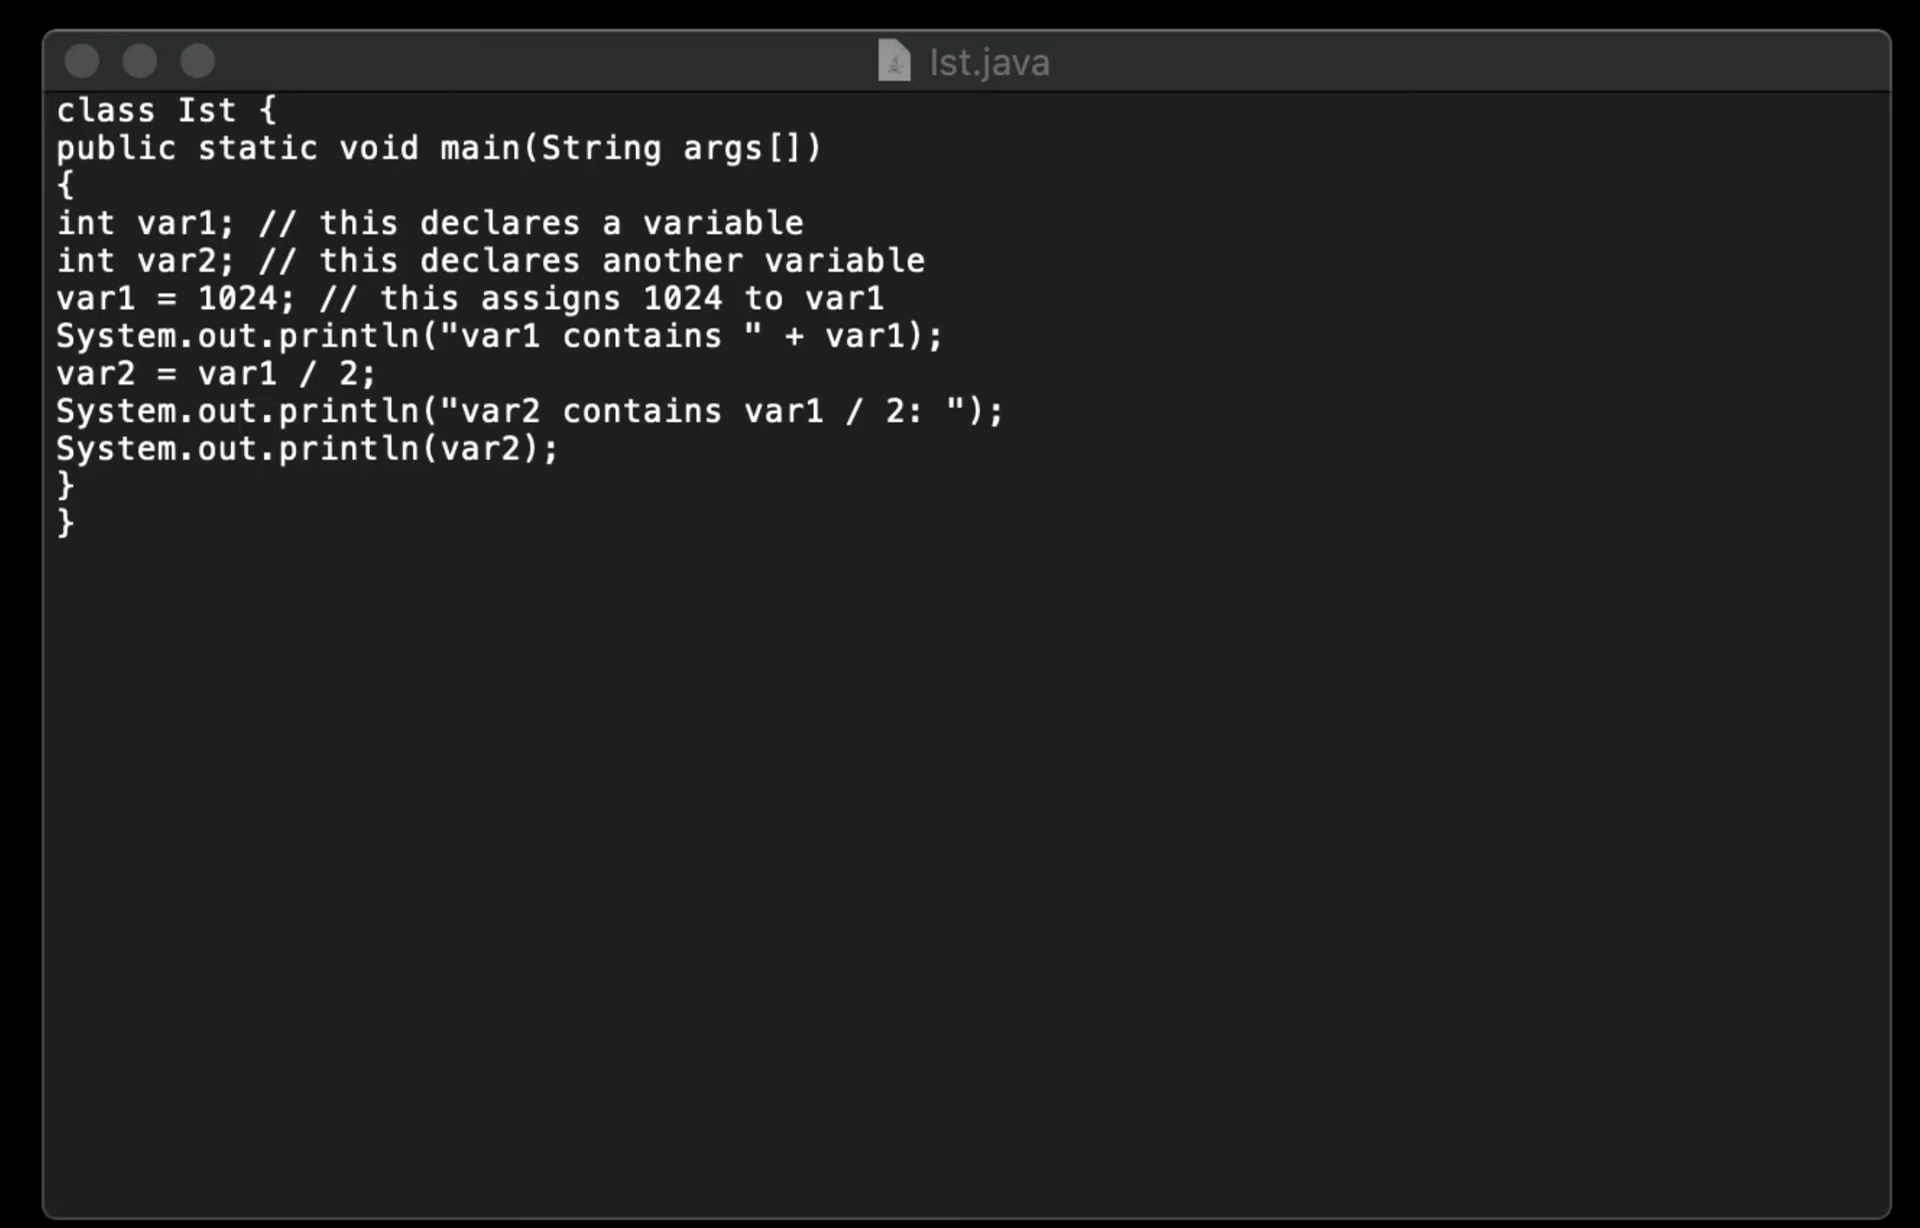 Ist.java
class Ist {
public static void main(String args[])
{
int var1; // this declares a variable
int var2; // this declares another variable
var1 = 1024; // this assigns 1024 to var1
System.out.println("var1 contains " + var1);
var2 = var1 / 2;
System.out.println("var2 contains var1 / 2: ");
System.out.println(var2);
}
}